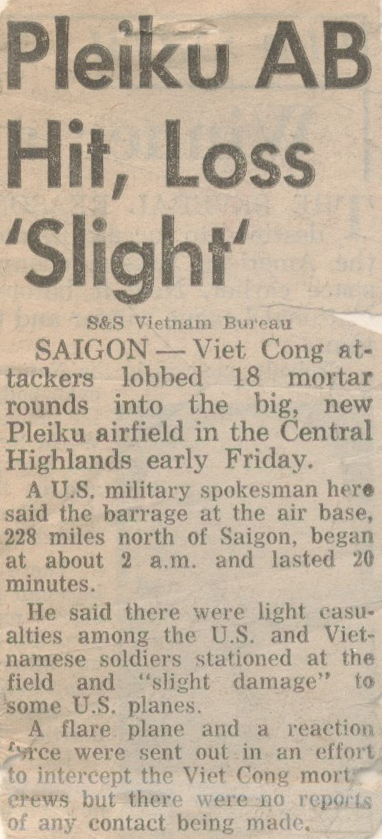 Pleiku AB
Hit, Loss
'Slight'
S&S Vietnam Bureau
SAIGON — Viet Cong at-
tackers lobbed 18 mortar
rounds into the big, new
Pleiku airfield in the Central
Highlands early Friday.
A U.S. military spokesman here
said the barrage at the air base,
228 miles north of Saigon, began
at about 2 a.m. and lasted 20
minutes.
He said there were light casu-
alties among the U.S. and Viet-
namese soldiers stationed at the
field and "slight damage" to
some U.S. planes.
A flare plane and a reaction
force were sent out in an effort
to intercept the Viet Cong mortar
crews but there were no reports
of any contact being made.